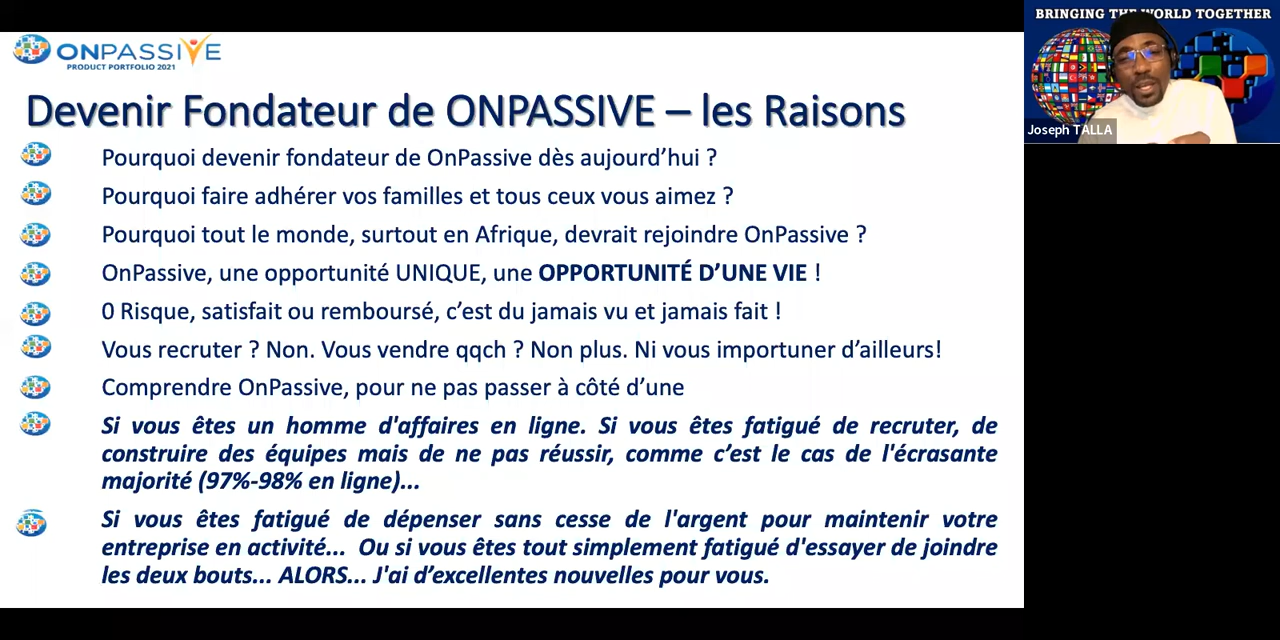 ONPASSIVE
PRODUCT PORTFOLIO 2021
Devenir Fondateur de ONPASSIVE – les Raisons
Pourquoi devenir fondateur de OnPassive dès aujourd’hui ?
Pourquoi faire adhérer vos familles et tous ceux vous aimez ?
Pourquoi tout le monde, surtout en Afrique, devrait rejoindre OnPassive ?
OnPassive, une opportunité UNIQUE, une OPPORTUNITÉ D’UNE VIE !
0 Risque, satisfait ou remboursé, c’est du jamais vu et jamais fait !
Vous recruter ? Non. Vous vendre qqch ? Non plus. Ni vous importuner d’ailleurs!
Comprendre OnPassive, pour ne pas passer à côté d’une
Si vous êtes un homme d'affaires en ligne. Si vous êtes fatigué de recruter, de
construire des équipes mais de ne pas réussir, comme c’est le cas de l'écrasante
majorité (97%-98% en ligne)...
Si vous êtes fatigué de dépenser sans cesse de l'argent pour maintenir votre
entreprise en activité... Ou si vous êtes tout simplement fatigué d'essayer de joindre
les deux bouts... ALORS... J'ai d’excellentes nouvelles pour vous.
BRINGING THE WORLD TOGETHER
Joseph TALLA